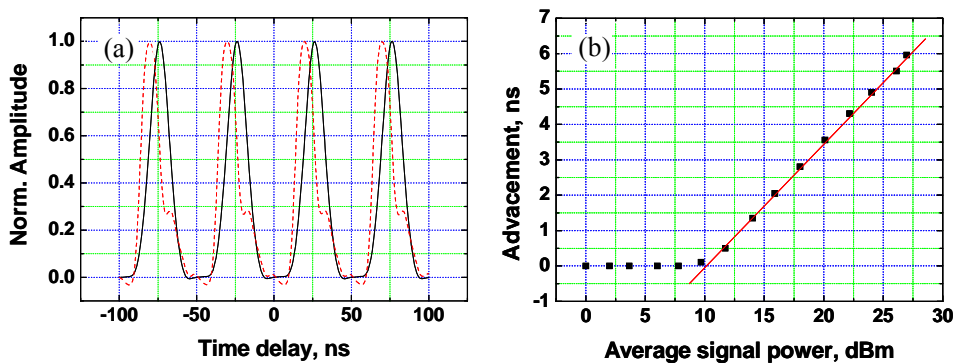 (a)
Norm. Amplitude
1.0
0.8
0.6
0.4
0.2
0.0
-100 -50 0 50 100
Time delay, ns
(b)
Advacement, ns
7
6
5
4
3
2
1
0
-1
0 5 10 15 20 25 30
Average signal power, dBm